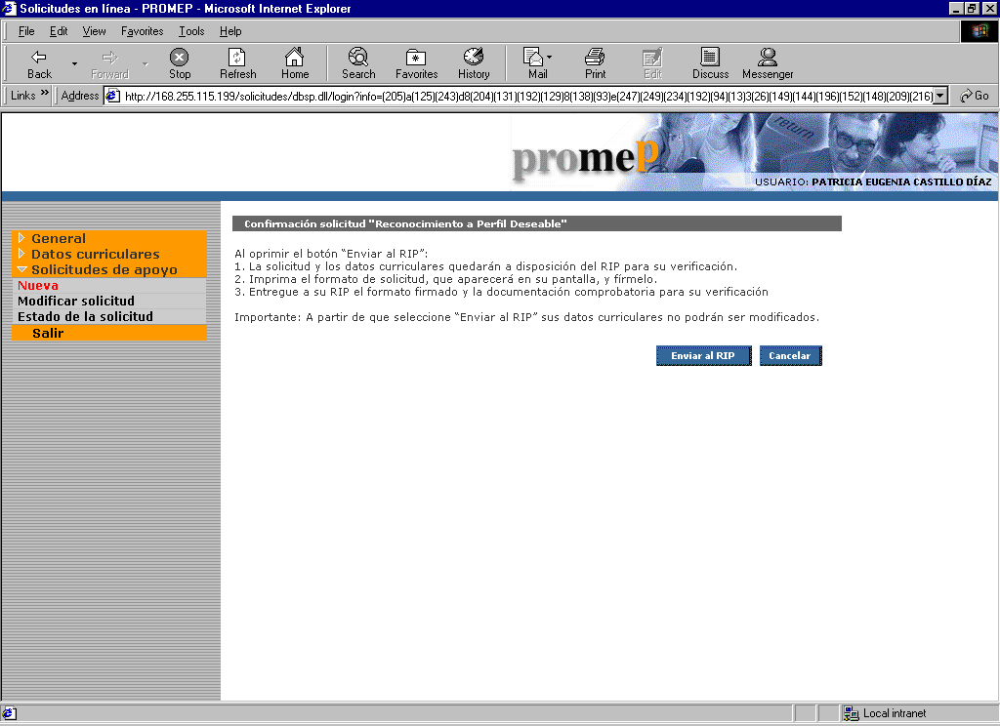 Solicitudes en línea - PROMEP - Microsoft Internet Explorer
File Edit View Favorites Tools Help
Back Forward Stop Refresh Home Search Favorites History Mail Print Edit Discuss Messenger
Links » Address http://168.255.115.199/solicitudes/dbsp.dll/login?info=(205)a(125)(243)d8(204)(131)(192)(129)8(138)(93)e(247)(249)(234)(192)(94)(13)3(26)(149)(144)(196)(152)(148)(209)(216) Go
promep
return
USUARIO: PATRICIA EUGENIA CASTILLO DÍAZ
General
Datos curriculares
Solicitudes de apoyo
Nueva
Modificar solicitud
Estado de la solicitud
Salir
Confirmación solicitud "Reconocimiento a Perfil Deseable"
Al oprimir el botón “Enviar al RIP”:
1. La solicitud y los datos curriculares quedarán a disposición del RIP para su verificación.
2. Imprima el formato de solicitud, que aparecerá en su pantalla, y fírmelo.
3. Entregue a su RIP el formato firmado y la documentación comprobatoria para su verificación
Importante: A partir de que seleccione “Enviar al RIP” sus datos curriculares no podrán ser modificados.
Enviar al RIP Cancelar
Local intranet